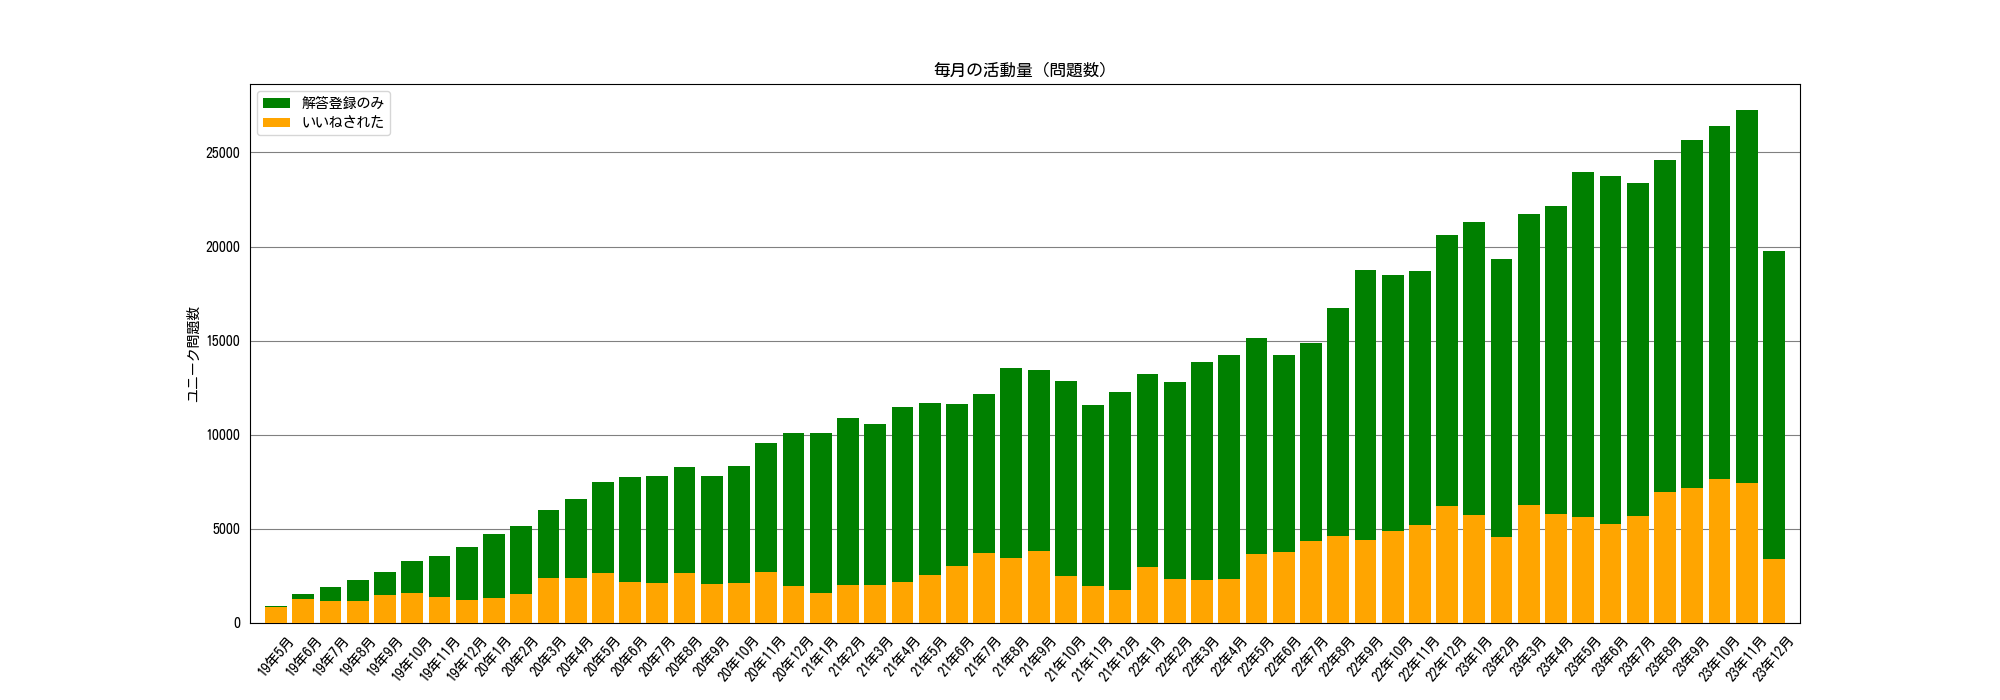 毎月の活動量（問題数）
解答登録のみ
いいねされた
ユニーク問題数
25000
20000
15000
10000
5000
0
19年5月
19年6月
19年7月
19年8月
19年9月
19年10月
19年11月
19年12月
20年1月
20年2月
20年3月
20年4月
20年5月
20年6月
20年7月
20年8月
20年9月
20年10月
20年11月
20年12月
21年1月
21年2月
21年3月
21年4月
21年5月
21年6月
21年7月
21年8月
21年9月
21年10月
21年11月
21年12月
22年1月
22年2月
22年3月
22年4月
22年5月
22年6月
22年7月
22年8月
22年9月
22年10月
22年11月
22年12月
23年1月
23年2月
23年3月
23年4月
23年5月
23年6月
23年7月
23年8月
23年9月
23年10月
23年11月
23年12月